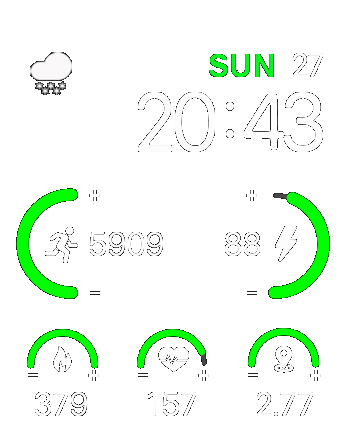 SUN 27
20:43
+ +
5909 88
= =
= + = + = +
379 157 2.77